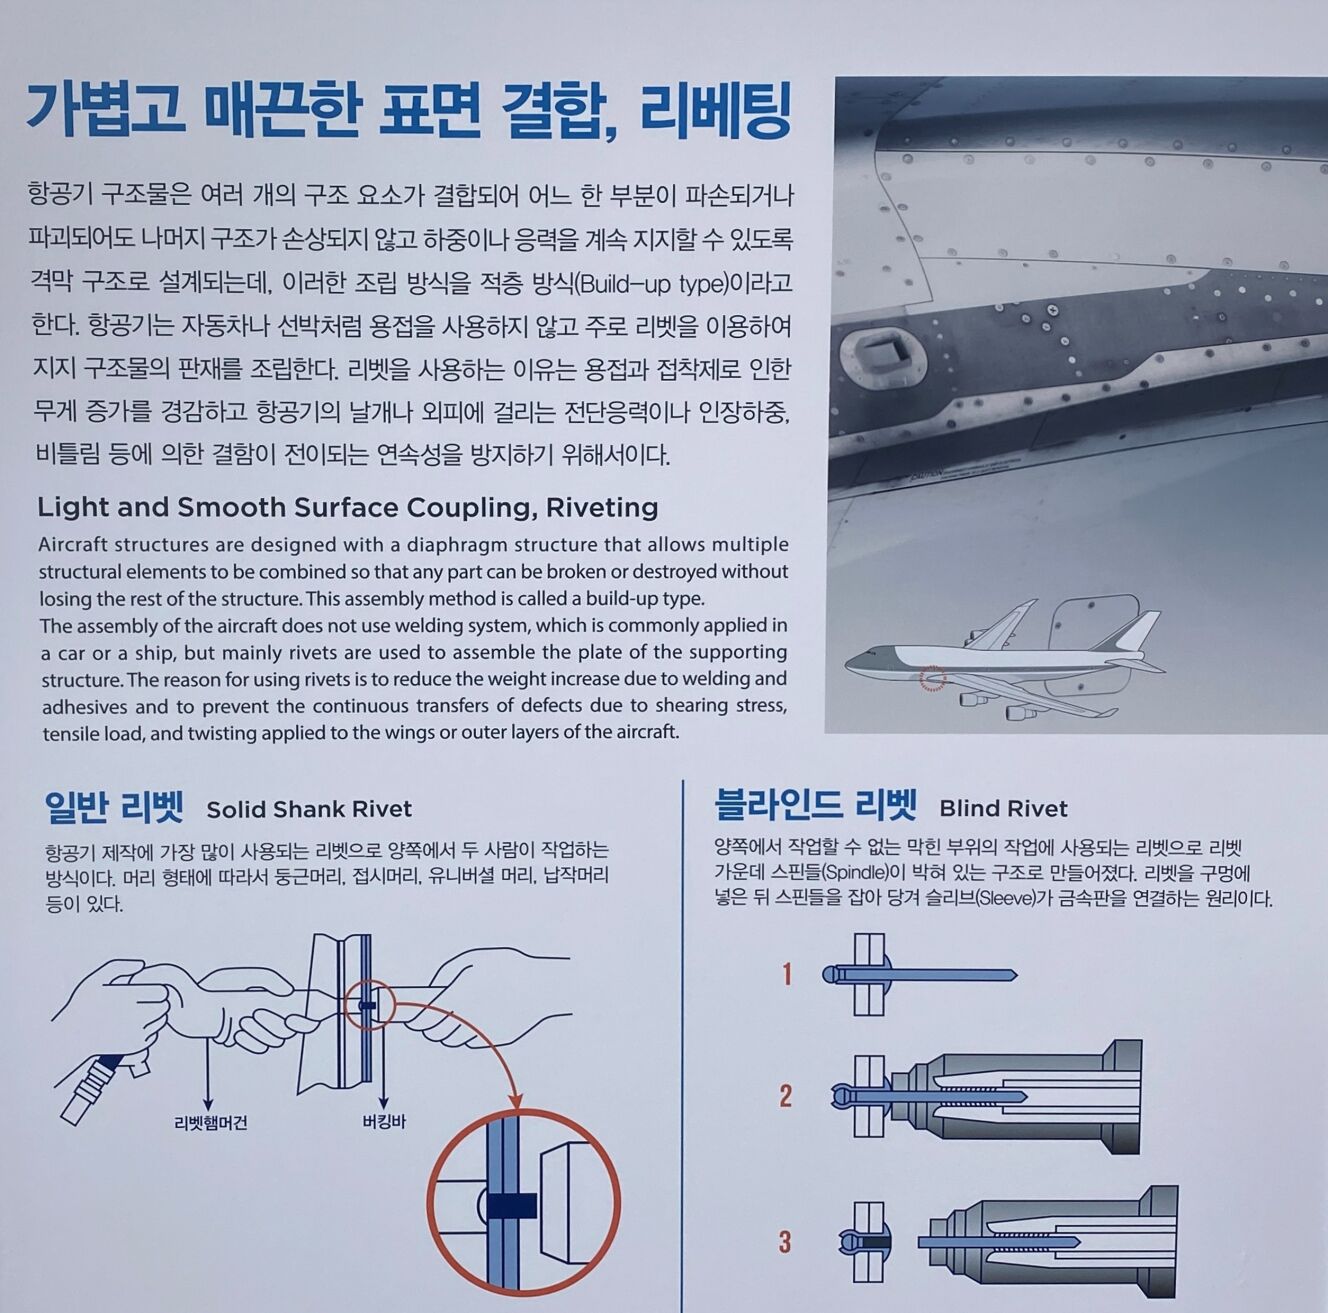 가볍고 매끈한 표면 결합, 리베팅
항공기 구조물은 여러 개의 구조 요소가 결합되어 어느 한 부분이 파손되거나
파괴되어도 나머지 구조가 손상되지 않고 하중이나 응력을 계속 지지할 수 있도록
격막 구조로 설계되는데, 이러한 조립 방식을 적층 방식(Build-up type)이라고
한다. 항공기는 자동차나 선박처럼 용접을 사용하지 않고 주로 리벳을 이용하여
지지 구조물의 판재를 조립한다. 리벳을 사용하는 이유는 용접과 접착제로 인한
무게 증가를 경감하고 항공기의 날개나 외피에 걸리는 전단응력이나 인장하중,
비틀림 등에 의한 결함이 전이되는 연속성을 방지하기 위해서이다.
Light and Smooth Surface Coupling, Riveting
Aircraft structures are designed with a diaphragm structure that allows multiple
structural elements to be combined so that any part can be broken or destroyed without
losing the rest of the structure. This assembly method is called a build-up type.
The assembly of the aircraft does not use welding system, which is commonly applied in
a car or a ship, but mainly rivets are used to assemble the plate of the supporting
structure. The reason for using rivets is to reduce the weight increase due to welding and
adhesives and to prevent the continuous transfers of defects due to shearing stress,
tensile load, and twisting applied to the wings or outer layers of the aircraft.
CAUTION
일반 리벳 Solid Shank Rivet
항공기 제작에 가장 많이 사용되는 리벳으로 양쪽에서 두 사람이 작업하는
방식이다. 머리 형태에 따라서 둥근머리, 접시머리, 유니버셜 머리, 납작머리
등이 있다.
리벳햄머건
버킹바
블라인드 리벳 Blind Rivet
양쪽에서 작업할 수 없는 막힌 부위의 작업에 사용되는 리벳으로 리벳
가운데 스핀들(Spindle)이 박혀 있는 구조로 만들어졌다. 리벳을 구멍에
넣은 뒤 스핀들을 잡아 당겨 슬리브(Sleeve)가 금속판을 연결하는 원리이다.
1
2
3